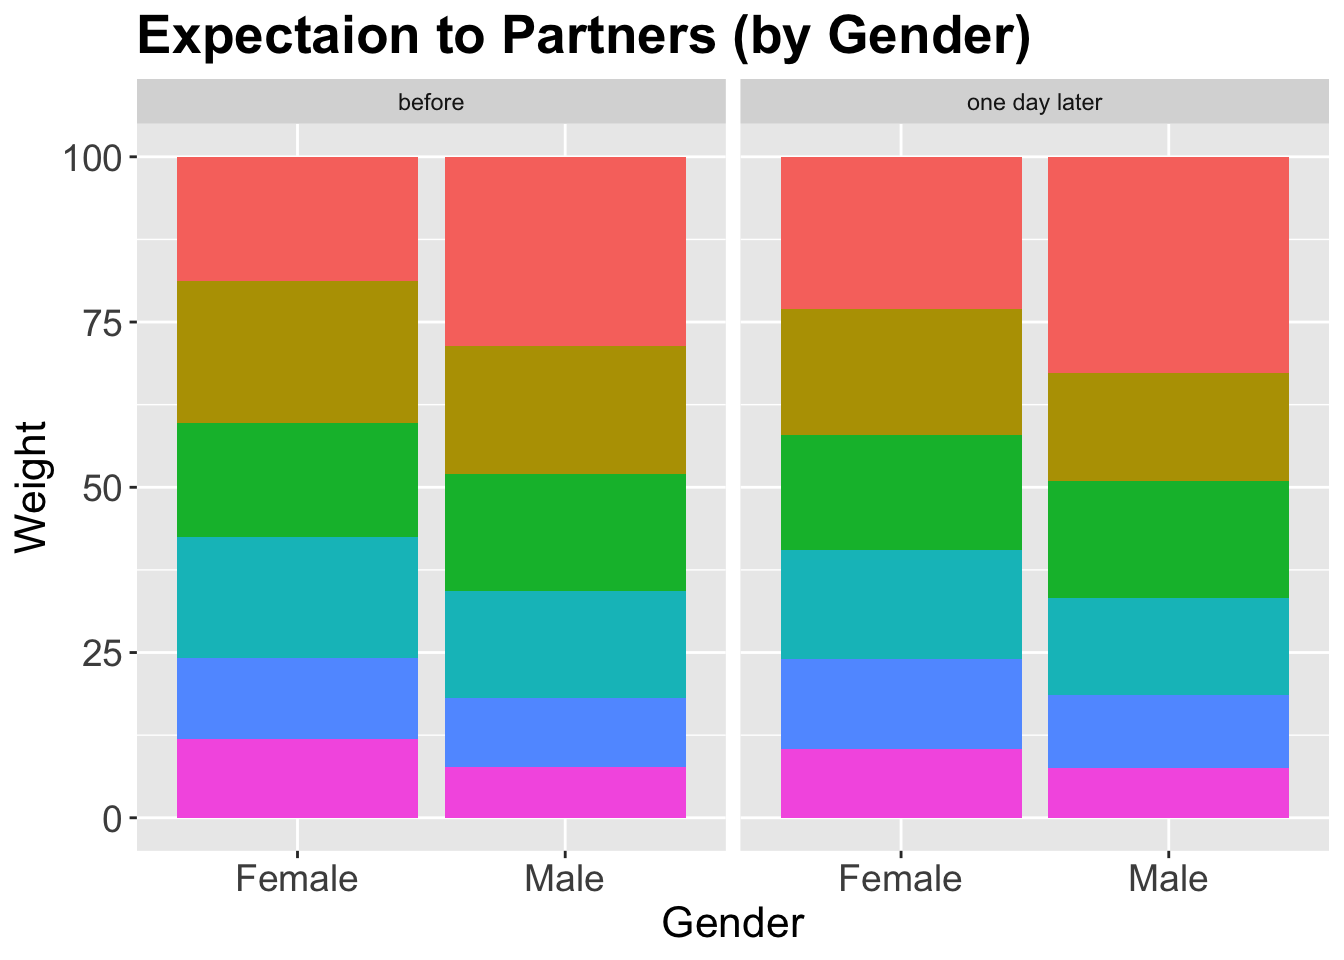 Expectaion to Partners (by Gender)
before
one day later
Weight
100
75
50
25
0
Female
Male
Female
Male
Gender